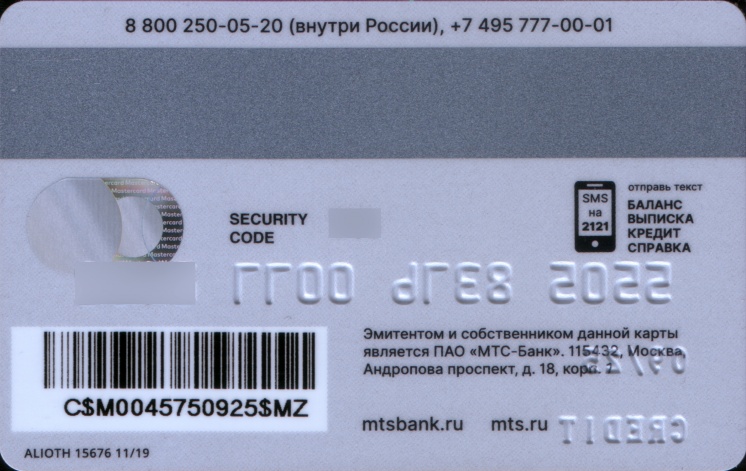 8 800 250-05-20 (внутри России), +7 495 777-00-01
SECURITY
CODE
SMS
на
2121
отправь текст
БАЛАНС
ВЫПИСКА
КРЕДИТ
СПРАВКА
Эмитентом и собственником данной карты
является ПАО «МТС-Банк». 115432, Москва,
Андропова проспект, д. 18, корп. 1
C$M0045750925$MZ
mtsbank.ru mts.ru
CREDIT
ALIOTH 15676 11/19